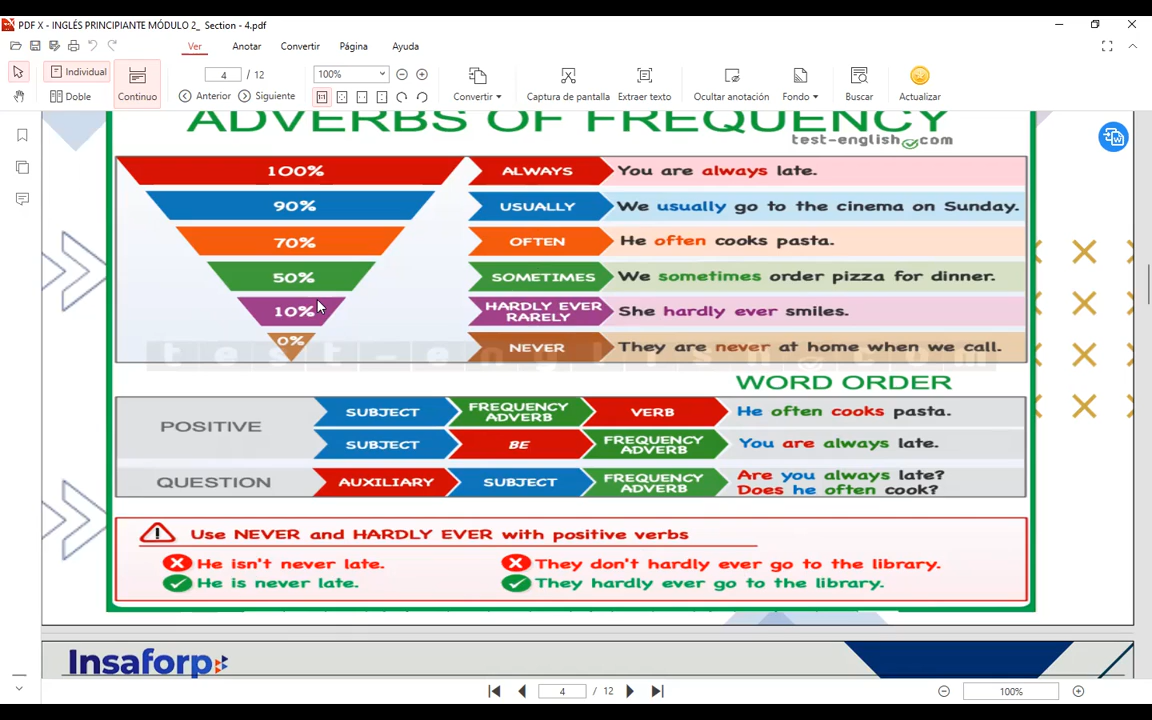 PDF X - INGLÉS PRINCIPIANTE MÓDULO 2_ Section - 4.pdf
Ver Anotar Convertir Página Ayuda
Individual
Doble
Continuo
4 / 12
Anterior Siguiente
100%
Convertir
Captura de pantalla
Extraer texto
Ocultar anotación
Fondo
Buscar
Actualizar
ADVERBS OF FREQUENCY
test-english.com
100% ALWAYS You are always late.
90% USUALLY We usually go to the cinema on Sunday.
70% OFTEN He often cooks pasta.
50% SOMETIMES We sometimes order pizza for dinner.
10% HARDLY EVER RARELY She hardly ever smiles.
0% NEVER They are never at home when we call.
test-english.com
WORD ORDER
POSITIVE
SUBJECT FREQUENCY ADVERB VERB He often cooks pasta.
SUBJECT BE FREQUENCY ADVERB You are always late.
QUESTION AUXILIARY SUBJECT FREQUENCY ADVERB Are you always late?
Does he often cook?
! Use NEVER and HARDLY EVER with positive verbs
He isn't never late. They don't hardly ever go to the library.
He is never late. They hardly ever go to the library.
Insaforp
4 / 12
100%